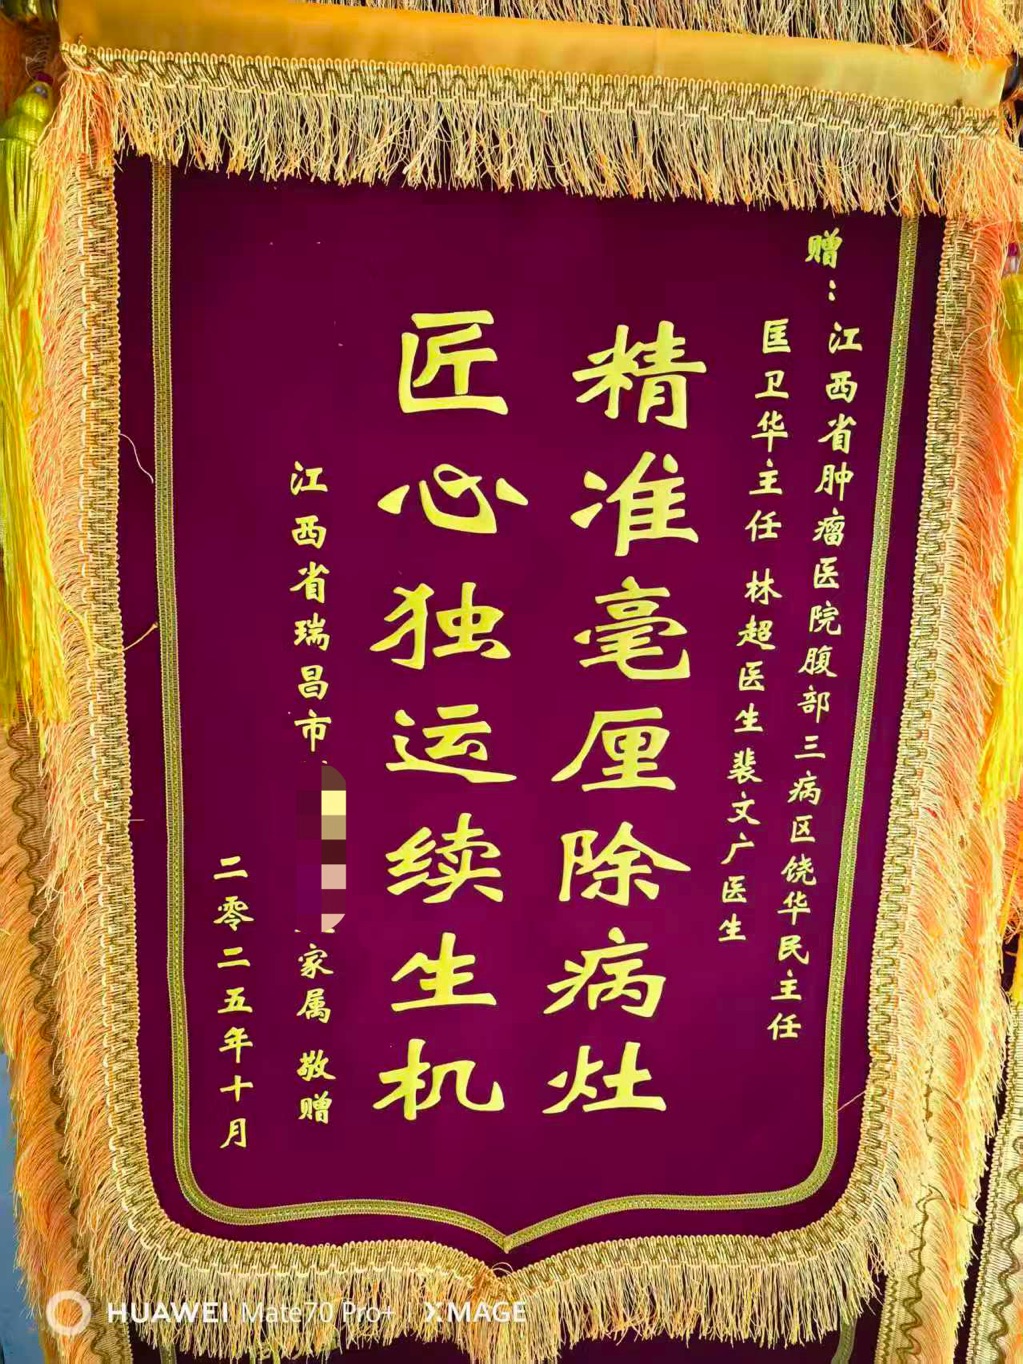 赠：江西省肿瘤医院腹部三病区饶华民主任
匡卫华主任 林超医生裴文广医生
精准毫厘除病灶
匠心独运续生机
江西省瑞昌市
家属 敬赠
二零二五年十月
HUAWEI Mate70 Pro+ | XMAGE